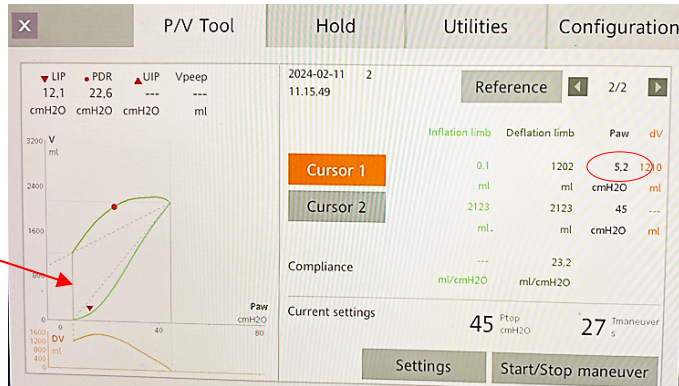 X P/V Tool Hold Utilities Configuration
LIP PDR UIP Vpeep
12,1 22,6 --- ---
cmH2O cmH2O cmH2O ml
2024-02-11 2
11.15.49
Reference 2/2
Inflation limb Deflation limb Paw dV
Cursor 1 0,1 1202 5,2 1210
ml ml cmH2O ml
Cursor 2 2123 2123 45 ---
ml. ml cmH2O ml
Compliance --- 23,2
ml/cmH2O ml/cmH2O
Current settings 45 Ptop cmH2O 27 Tmaneuver s
Settings Start/Stop maneuver
3200 V
ml
2400
1600
800
0
0 40 80
Paw
cmH2O
1600 DV
1200 ml
800
400
0